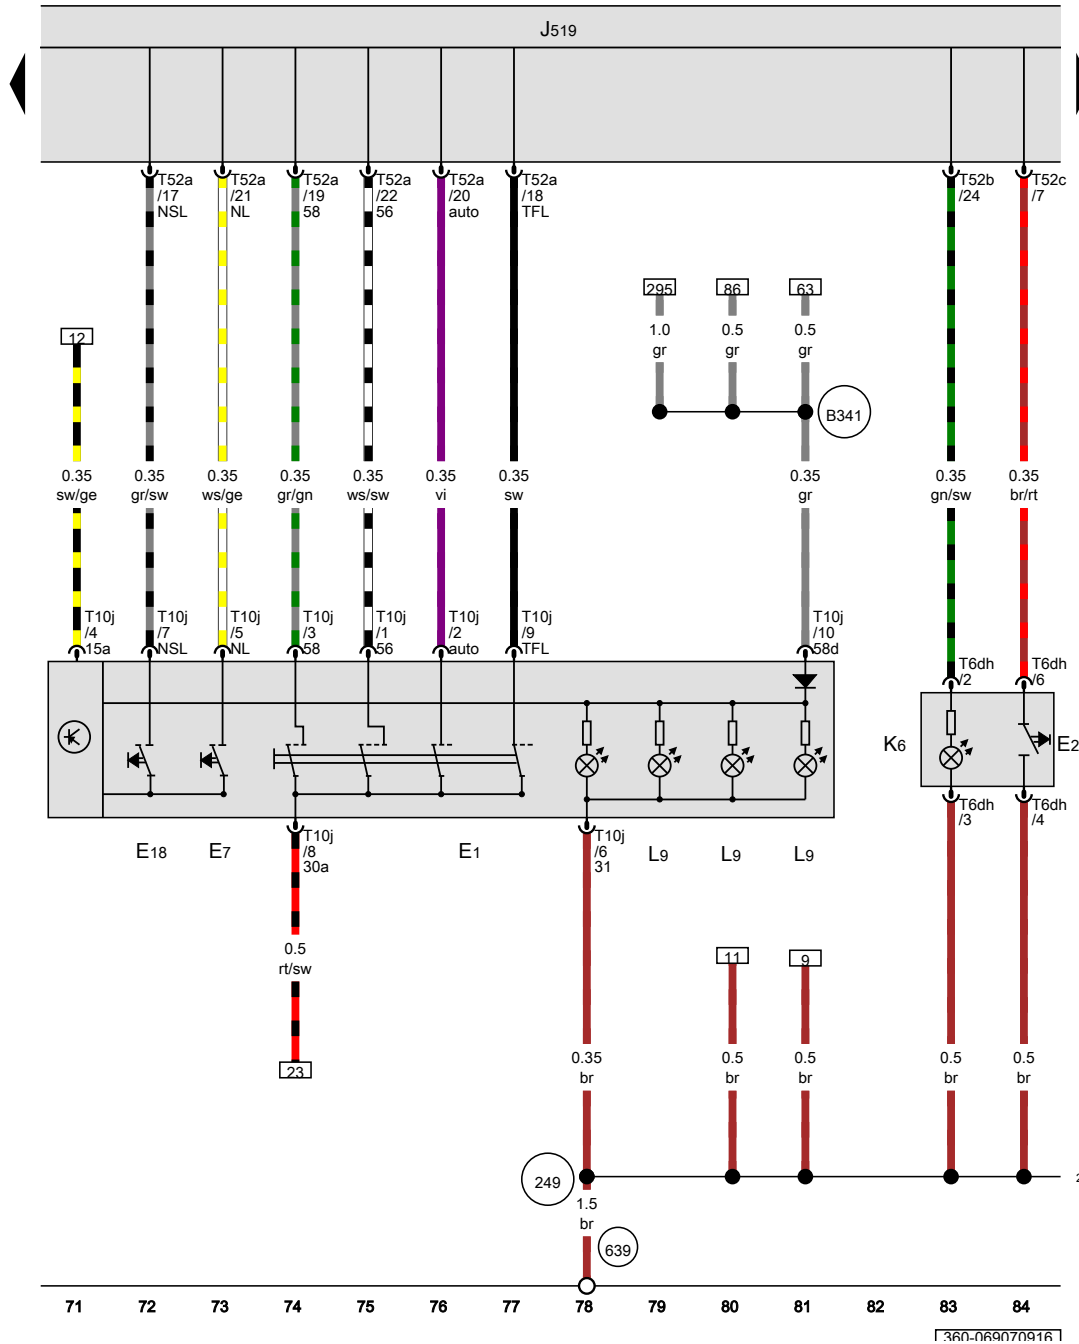 J519
T52a T52a T52a T52a T52a T52a T52b T52c
/17 /21 /19 /22 /20 /18 /24 /7
NSL NL 58 56 auto TFL
295 86 63
12
1.0 0.5 0.5
gr gr gr
B341
0.35 0.35 0.35 0.35 0.35 0.35 0.35 0.35 0.35 0.35
sw/ge gr/sw ws/ge gr/gn ws/sw vi sw gr gn/sw br/rt
T10j T10j T10j T10j T10j T10j T10j T10j
/4 /7 /5 /3 /1 /2 /9 /10
15a NSL NL 58 56 auto TFL 58d
T6dh T6dh
/2 /6
K6 E2
T6dh T6dh
/3 /4
T10j T10j
/8 /6
30a 31
E18 E7 E1 L9 L9 L9
0.5
rt/sw
11 9
23
0.35 0.5 0.5 0.5 0.5
br br br br br
249
2
1.5
br
639
71 72 73 74 75 76 77 78 79 80 81 82 83 84
360-069070916